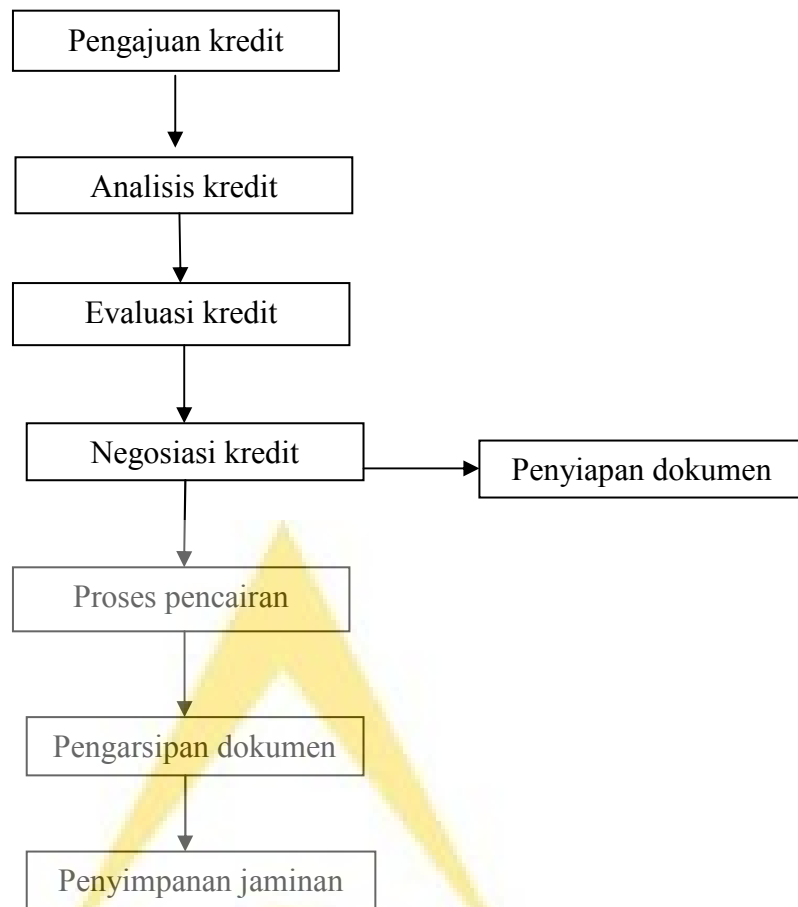 Pengajuan kredit
Analisis kredit
Evaluasi kredit
Negosiasi kredit
Penyiapan dokumen
Proses pencairan
Pengarsipan dokumen
Penyimpanan jaminan